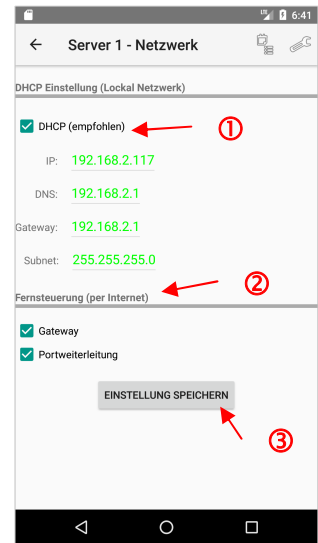 LTE 6:41
Server 1 - Netzwerk
DHCP Einstellung (Lockal Netzwerk)
DHCP (empfohlen)
①
IP: 192.168.2.117
DNS: 192.168.2.1
Gateway: 192.168.2.1
Subnet: 255.255.255.0
②
Fernsteuerung (per Internet)
Gateway
Portweiterleitung
EINSTELLUNG SPEICHERN
③